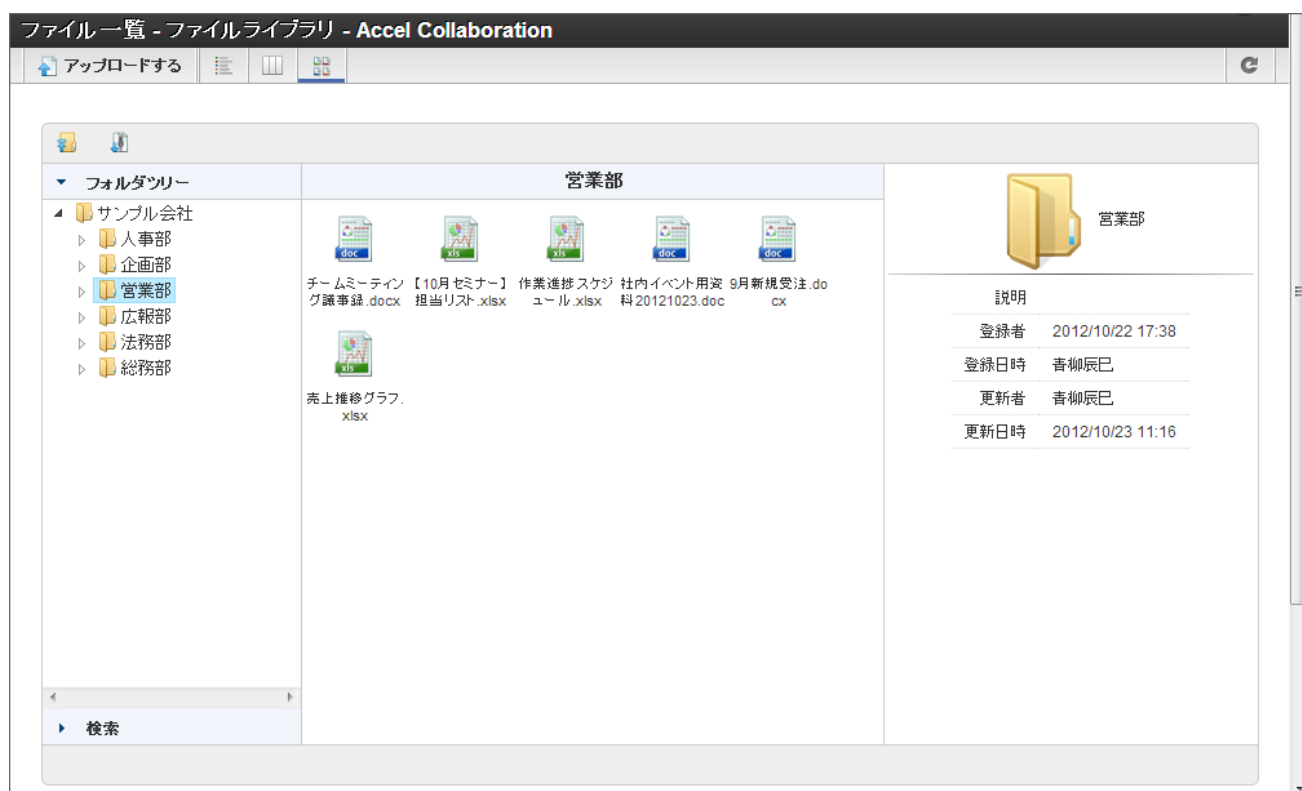 ファイル一覧 - ファイルライブラリ - Accel Collaboration
アップロードする
フォルダツリー
サンプル会社
人事部
企画部
営業部
広報部
法務部
総務部
検索
営業部
doc
xls
xls
doc
doc
チームミーティン 【10月セミナー】 作業進捗スケジ 社内イベント用資 9月新規受注.do
グ議事録.docx 担当リスト.xlsx ュール.xlsx 料20121023.doc cx
xls
売上推移グラフ.
xlsx
営業部
説明
登録者 2012/10/22 17:38
登録日時 青柳辰巳
更新者 青柳辰巳
更新日時 2012/10/23 11:16